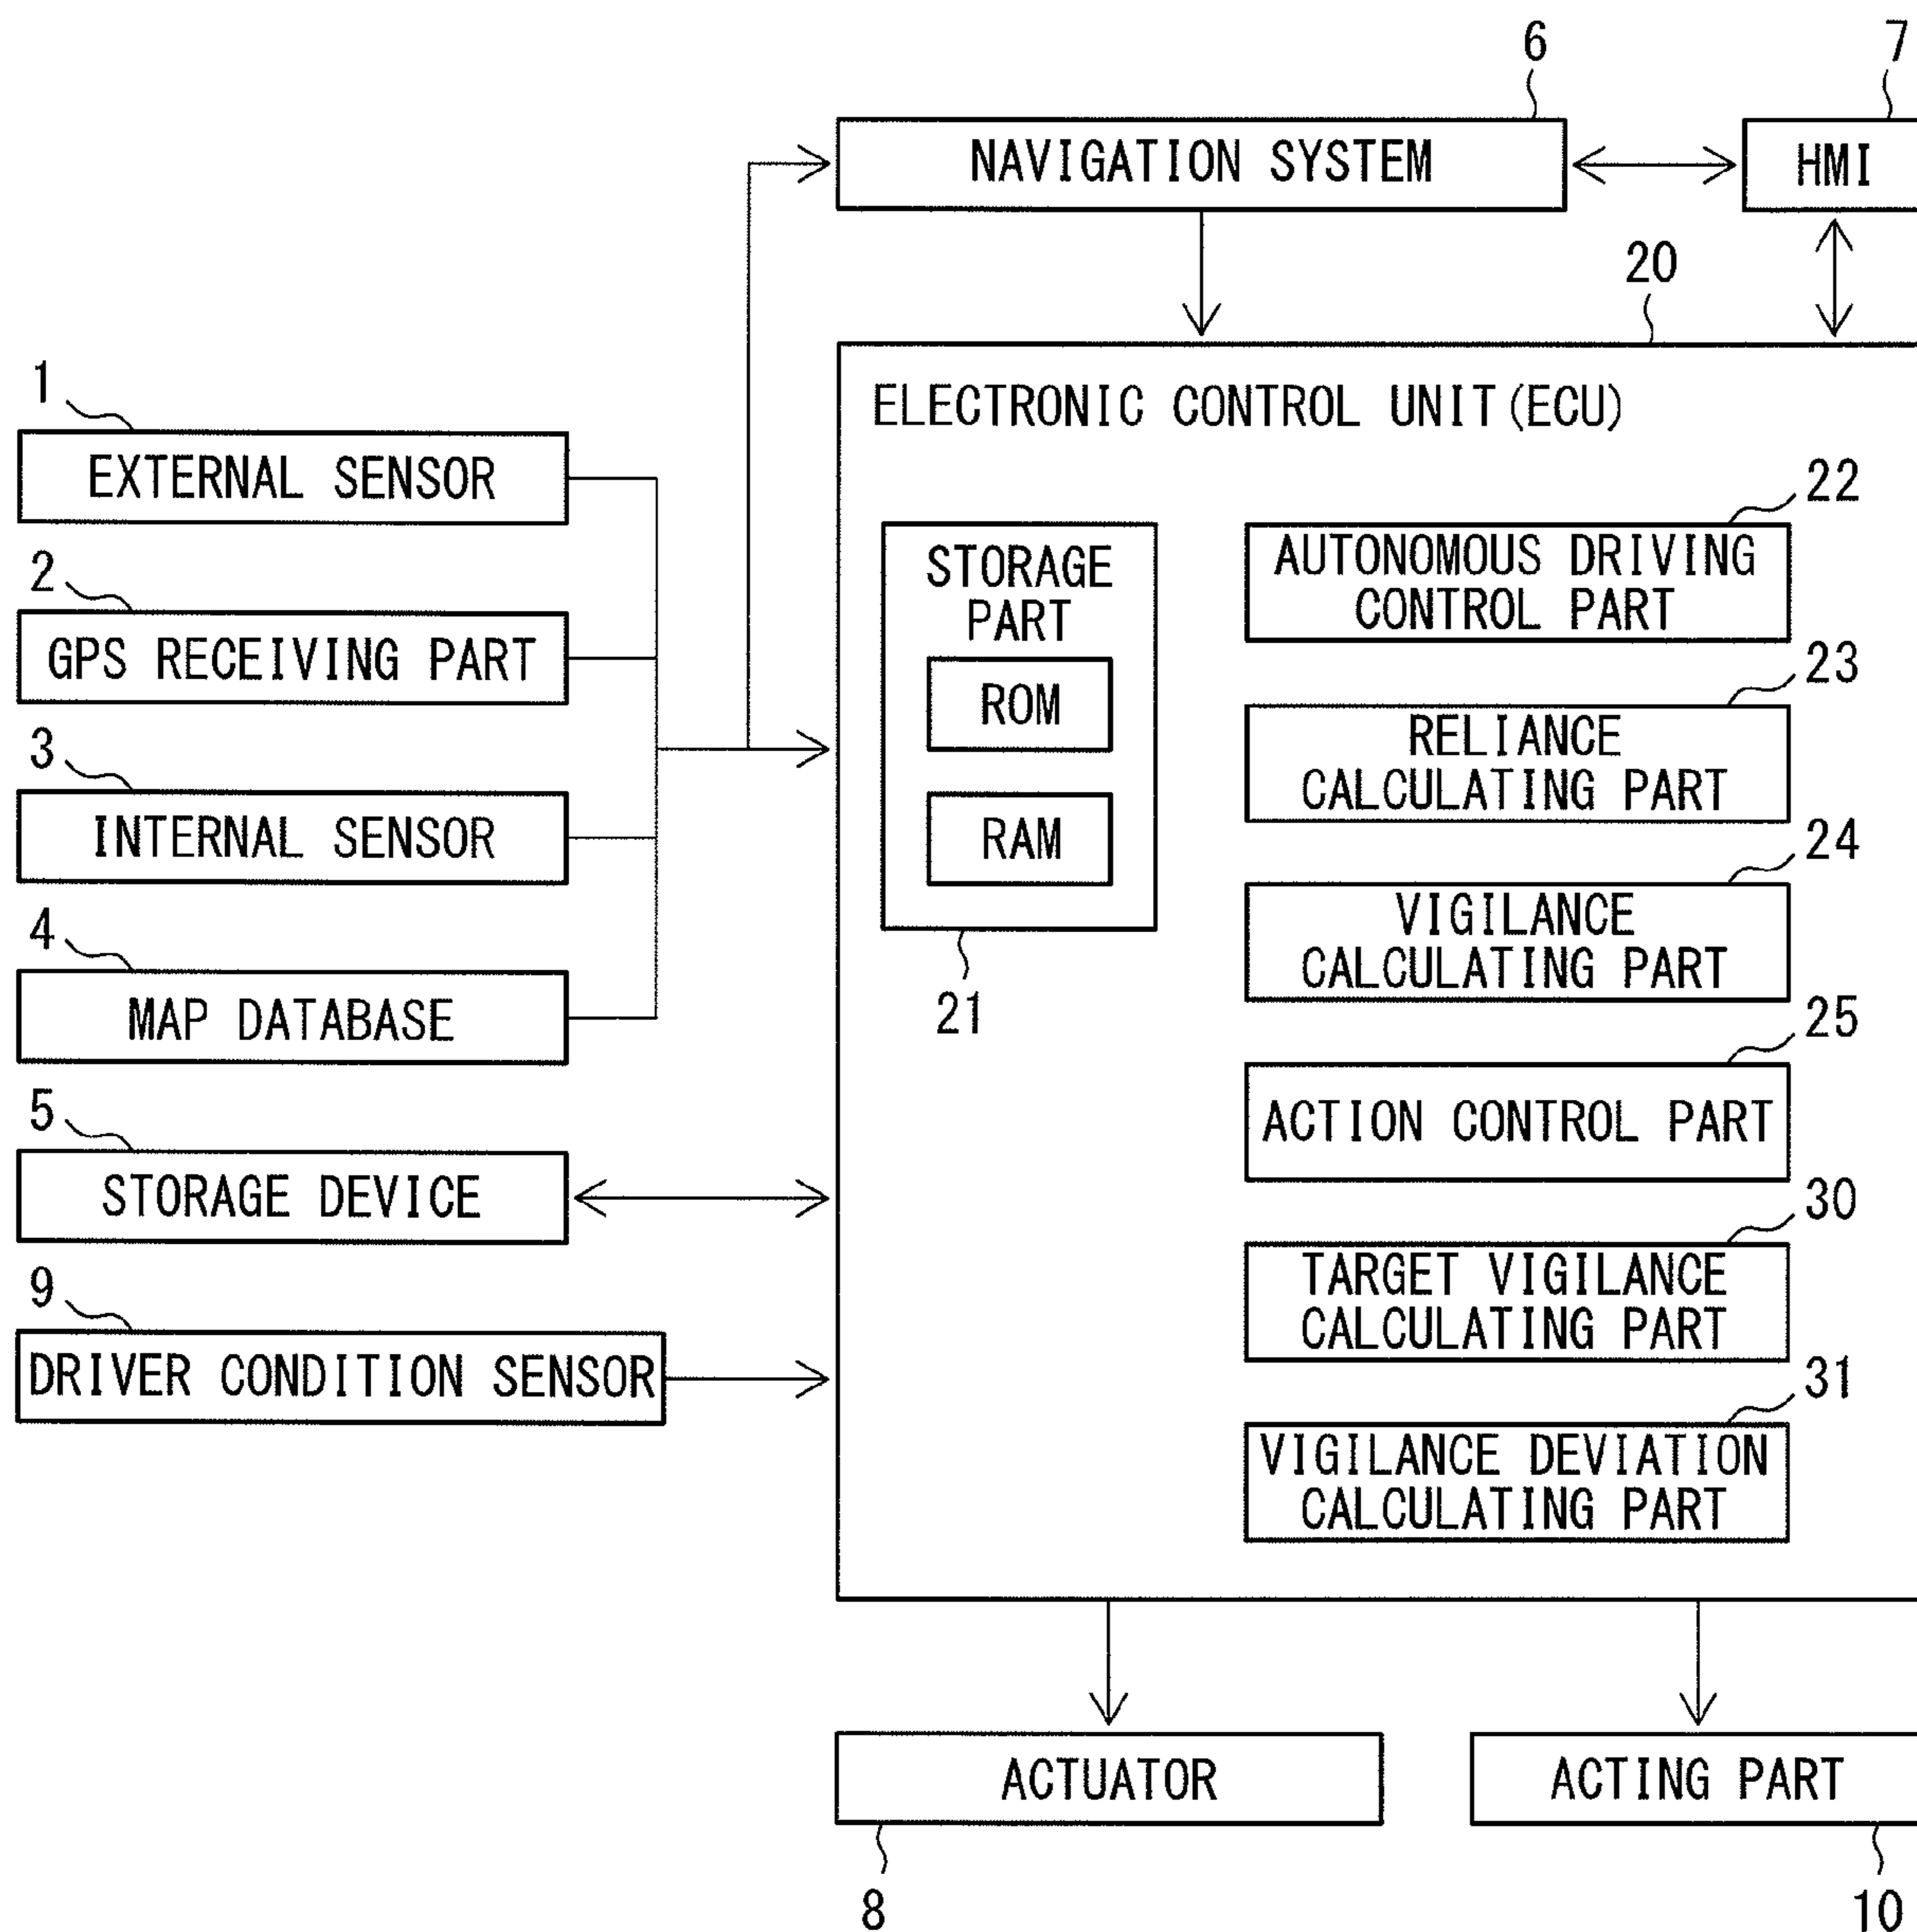 6
7
NAVIGATION SYSTEM
HMI
20
ELECTRONIC CONTROL UNIT(ECU)
1
EXTERNAL SENSOR
2
GPS RECEIVING PART
3
INTERNAL SENSOR
4
MAP DATABASE
5
STORAGE DEVICE
9
DRIVER CONDITION SENSOR
STORAGE
PART
ROM
RAM
21
22
AUTONOMOUS DRIVING
CONTROL PART
23
RELIANCE
CALCULATING PART
24
VIGILANCE
CALCULATING PART
25
ACTION CONTROL PART
30
TARGET VIGILANCE
CALCULATING PART
31
VIGILANCE DEVIATION
CALCULATING PART
ACTUATOR
8
ACTING PART
10